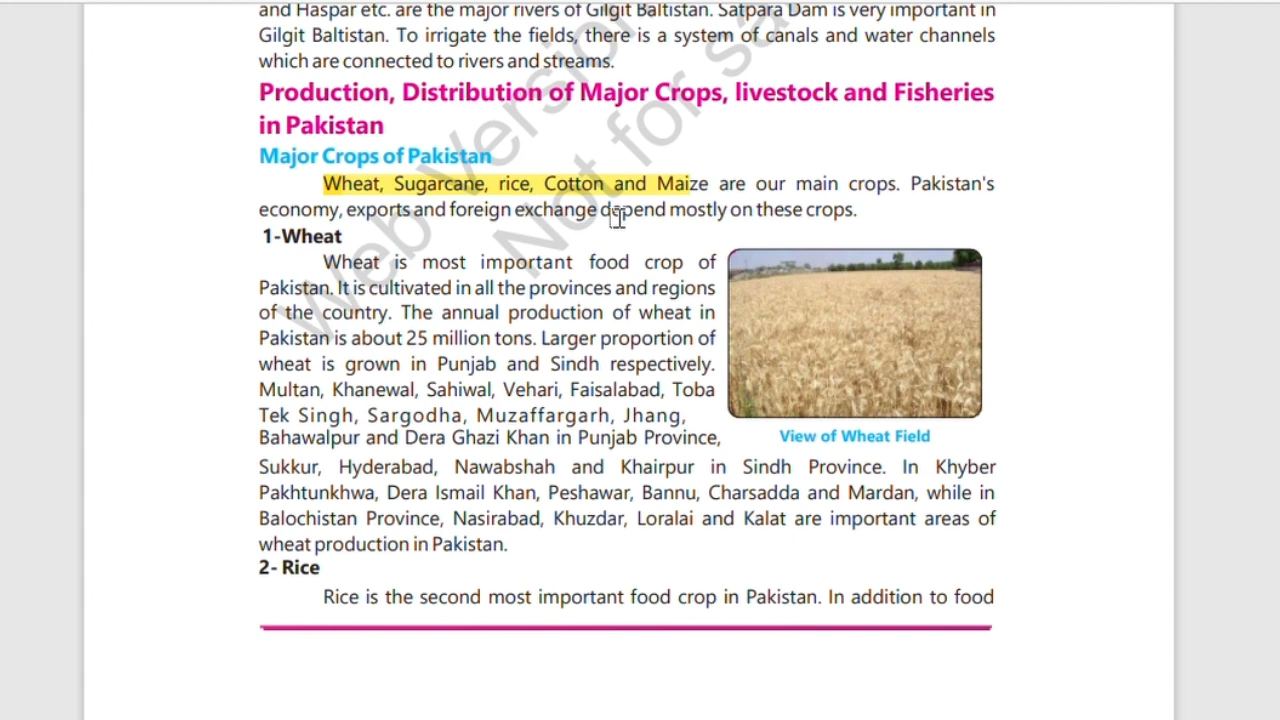 and Haspar etc. are the major rivers of Gilgit Baltistan. Satpara Dam is very important in
Gilgit Baltistan. To irrigate the fields, there is a system of canals and water channels
which are connected to rivers and streams.
Production, Distribution of Major Crops, livestock and Fisheries
in Pakistan
Major Crops of Pakistan
Wheat, Sugarcane, rice, Cotton and Maize are our main crops. Pakistan's
economy, exports and foreign exchange depend mostly on these crops.
1-Wheat
Wheat is most important food crop of
Pakistan. It is cultivated in all the provinces and regions
of the country. The annual production of wheat in
Pakistan is about 25 million tons. Larger proportion of
wheat is grown in Punjab and Sindh respectively.
Multan, Khanewal, Sahiwal, Vehari, Faisalabad, Toba
Tek Singh, Sargodha, Muzaffargarh, Jhang,
Bahawalpur and Dera Ghazi Khan in Punjab Province,
View of Wheat Field
Sukkur, Hyderabad, Nawabshah and Khairpur in Sindh Province. In Khyber
Pakhtunkhwa, Dera Ismail Khan, Peshawar, Bannu, Charsadda and Mardan, while in
Balochistan Province, Nasirabad, Khuzdar, Loralai and Kalat are important areas of
wheat production in Pakistan.
2- Rice
Rice is the second most important food crop in Pakistan. In addition to food
Web Version
Not for sa